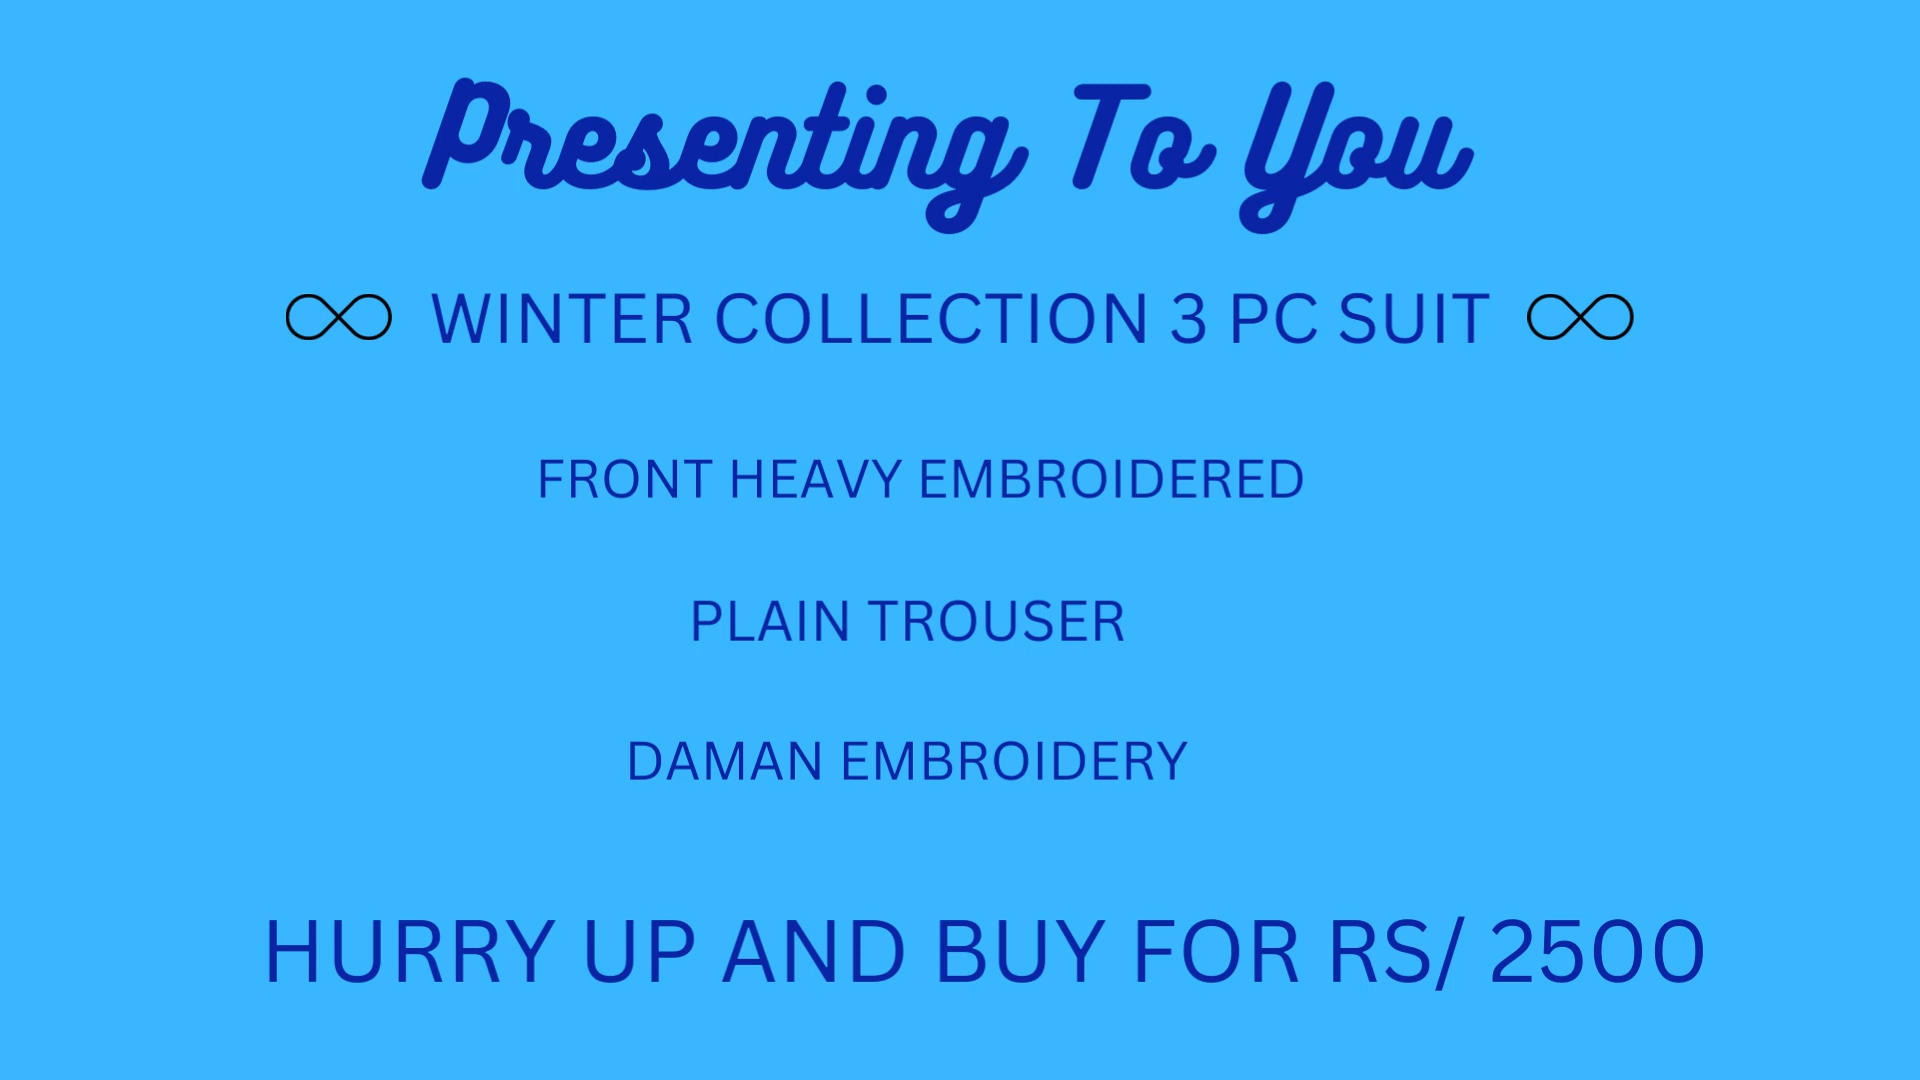 Presenting To You
WINTER COLLECTION 3 PC SUIT
FRONT HEAVY EMBROIDERED
PLAIN TROUSER
DAMAN EMBROIDERY
HURRY UP AND BUY FOR RS/ 2500